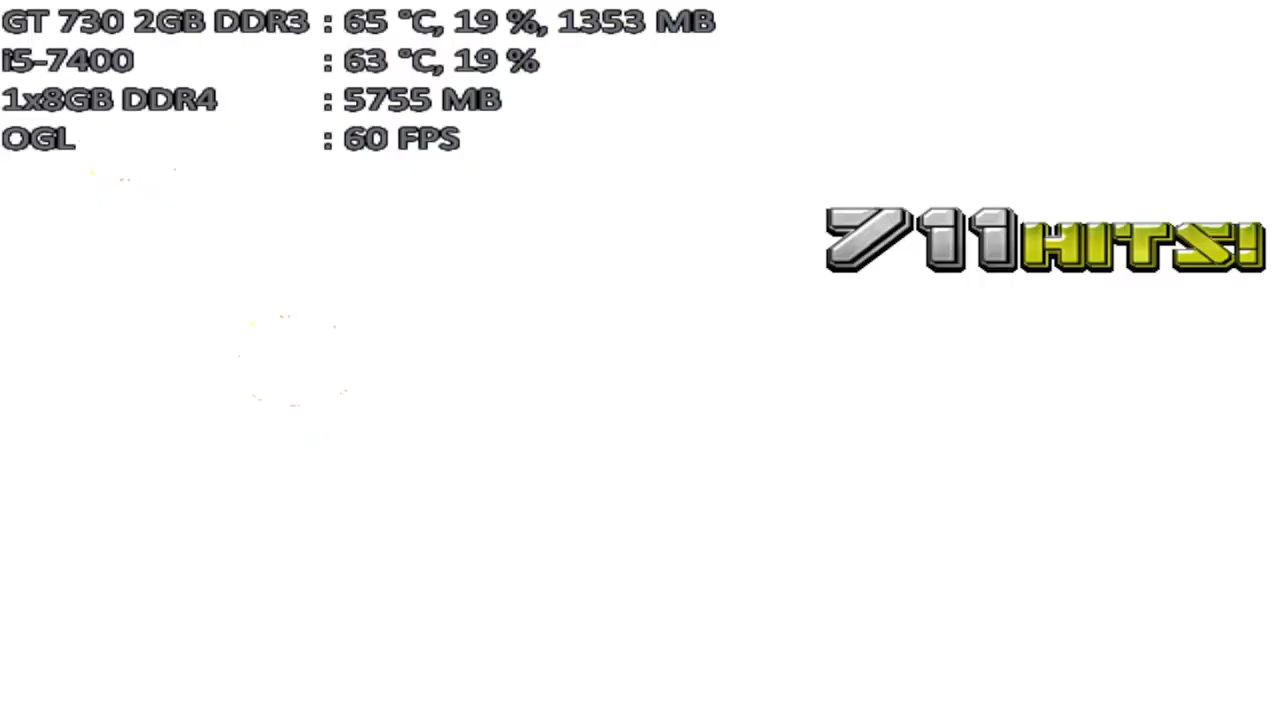 GT 730 2GB DDR3 : 65 °C, 19 %, 1353 MB
i5-7400 : 63 °C, 19 %
1x8GB DDR4 : 5755 MB
OGL : 60 FPS
711HITS!